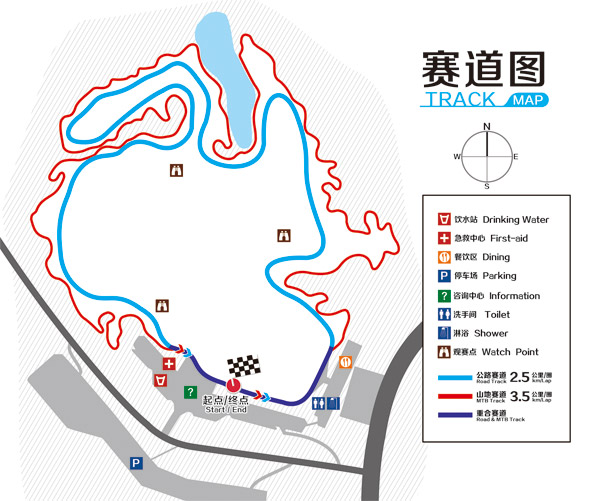 赛道图
TRACK MAP
N
W E
S
饮水站 Drinking Water
急救中心 First-aid
餐饮区 Dining
P 停车场 Parking
? 咨询中心 Information
洗手间 Toilet
淋浴 Shower
观赛点 Watch Point
公路赛道 Road Track 2.5 公里/圈 km/Lap
山地赛道 MTB Track 3.5 公里/圈 km/Lap
重合赛道 Road & MTB Track
?
起点/终点
Start / End
P